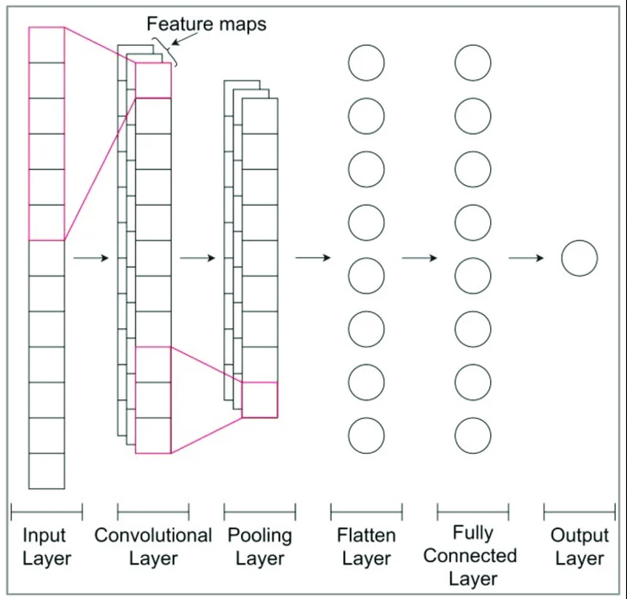 Feature maps
Input
Layer
Convolutional
Layer
Pooling
Layer
Flatten
Layer
Fully
Connected
Layer
Output
Layer